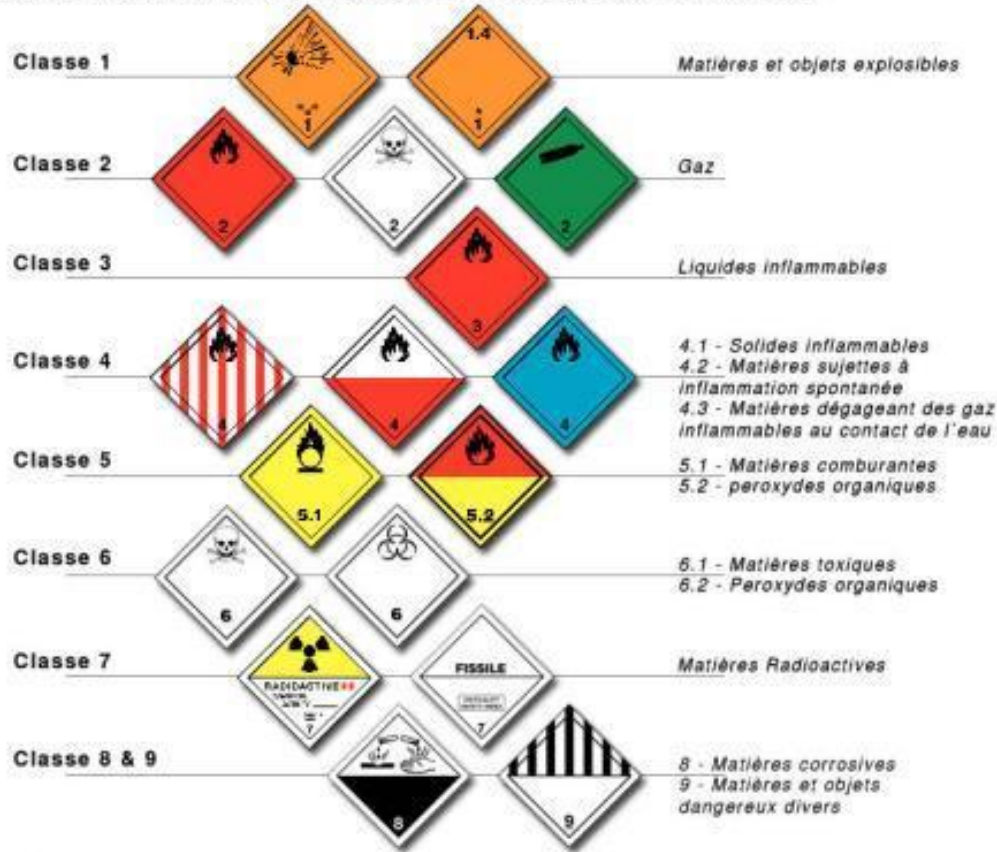 Classe 1
1
1.4
1
Matières et objets explosibles
Classe 2
2
2
2
Gaz
Classe 3
3
Liquides inflammables
Classe 4
4
4
4
4.1 - Solides inflammables
4.2 - Matières sujettes à
inflammation spontanée
4.3 - Matières dégageant des gaz
inflammables au contact de l'eau
Classe 5
5.1
5.2
5.1 - Matières comburantes
5.2 - peroxydes organiques
Classe 6
6
6
6.1 - Matières toxiques
6.2 - Peroxydes organiques
Classe 7
RADIOACTIVE
7
FISSILE
7
Matières Radioactives
Classe 8 & 9
8
9
8 - Matières corrosives
9 - Matières et objets
dangereux divers